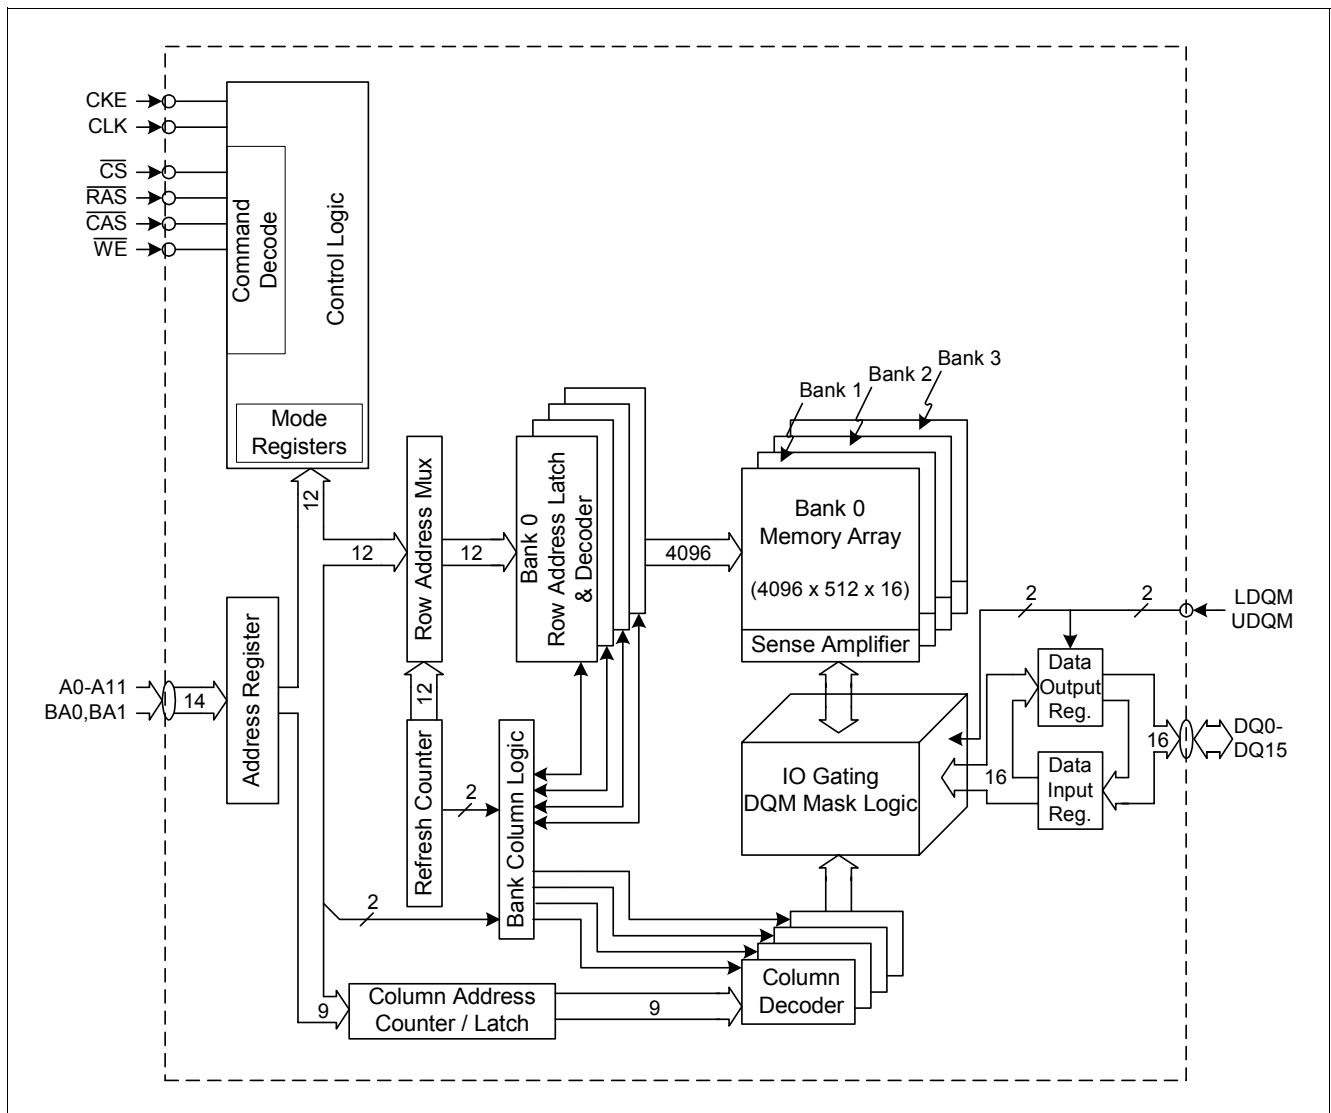 CKE
CLK
C̅S̅
R̅A̅S̅
C̅A̅S̅
W̅E̅
Command
Decode
Control Logic
Mode
Registers
12
12
Row Address Mux
12
Bank 0
Row Address Latch
& Decoder
4096
Bank 1
Bank 2
Bank 3
Bank 0
Memory Array
(4096 x 512 x 16)
Sense Amplifier
2
2
LDQM
UDQM
A0-A11
BA0,BA1
14
Address Register
12
Refresh Counter
2
Bank Column Logic
2
IO Gating
DQM Mask Logic
16
Data
Output
Reg.
Data
Input
Reg.
16
DQ0-
DQ15
9
Column Address
Counter / Latch
9
Column
Decoder